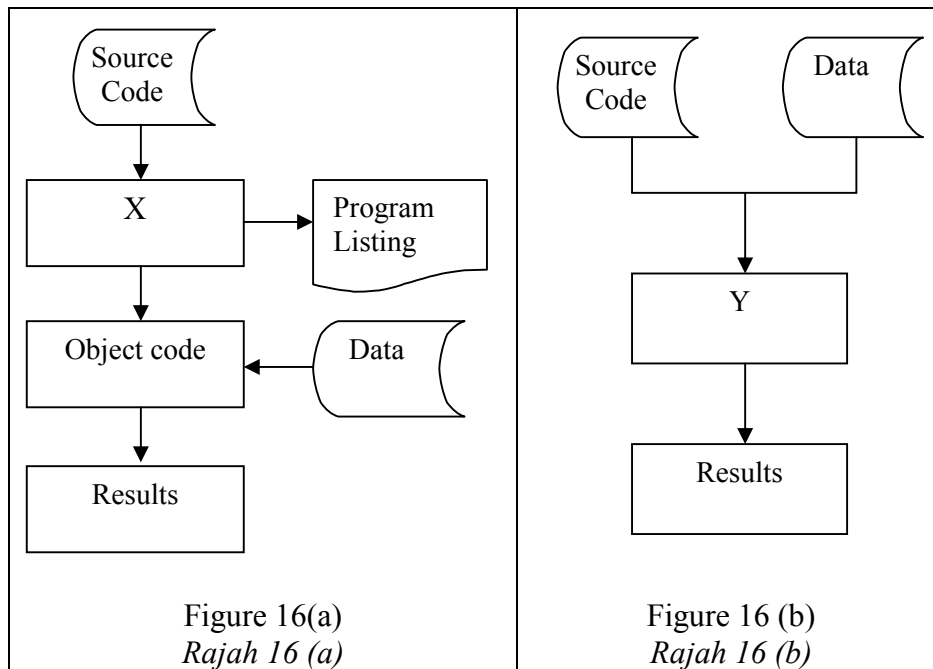 Source
Code
X
Program
Listing
Object code
Data
Results
Figure 16(a)
Rajah 16 (a)
Source
Code
Data
Y
Results
Figure 16 (b)
Rajah 16 (b)